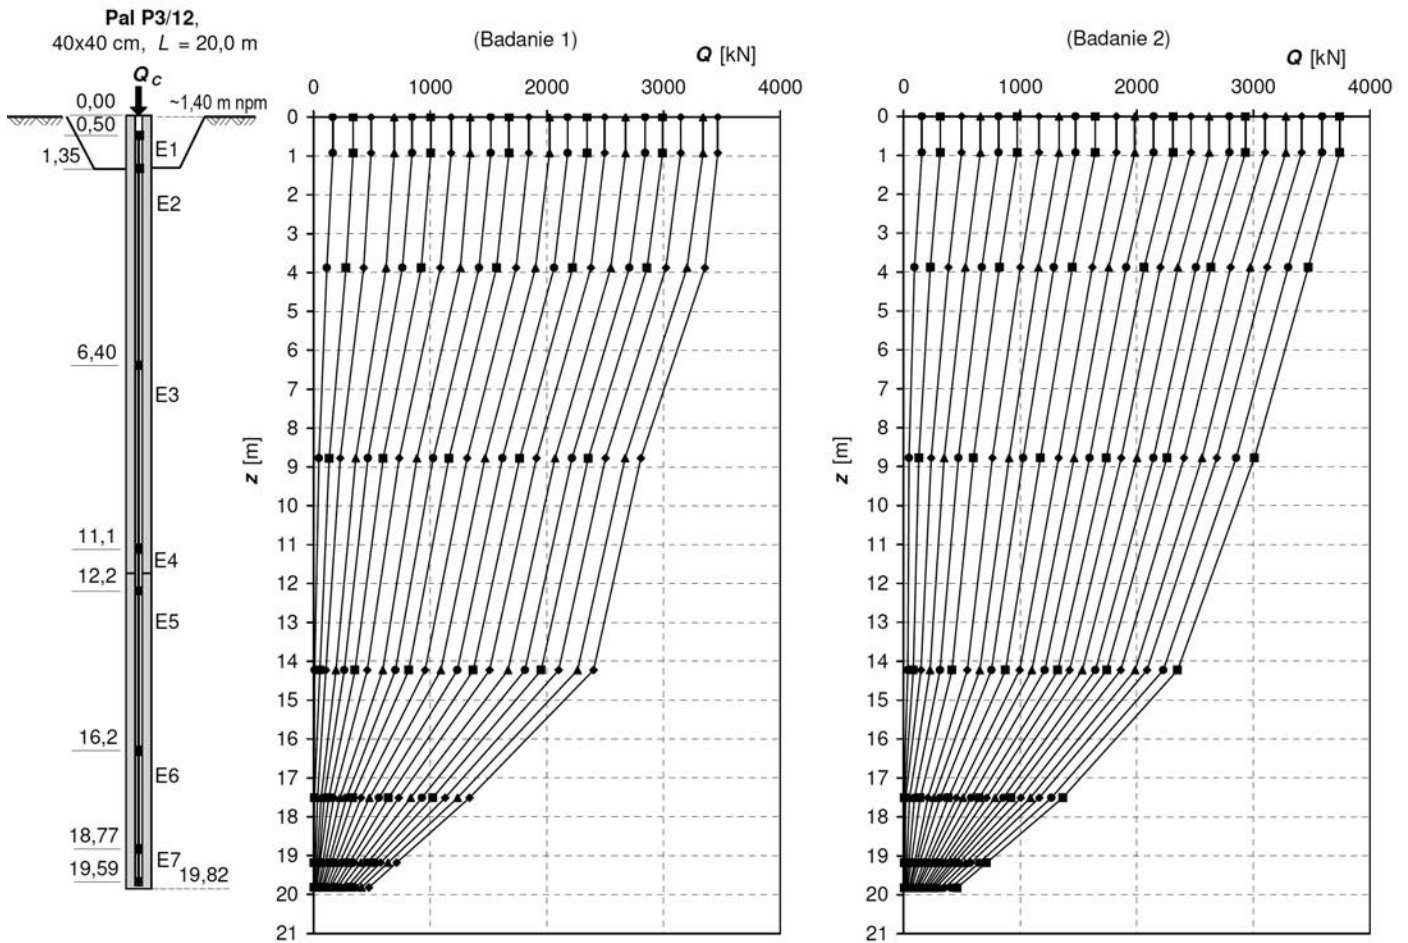 Pal P3/12,
40x40 cm, L = 20,0 m
Qc
0,00
~1,40 m npm
0,50
1,35
E1
E2
6,40
E3
11,1
E4
12,2
E5
16,2
E6
18,77
E7
19,59
19,82
(Badanie 1)
Q [kN]
0 1000 2000 3000 4000
0
1
2
3
4
5
6
7
8
9
10
11
12
13
14
15
16
17
18
19
20
21
z [m]
(Badanie 2)
Q [kN]
0 1000 2000 3000 4000
0
1
2
3
4
5
6
7
8
9
10
11
12
13
14
15
16
17
18
19
20
21
z [m]